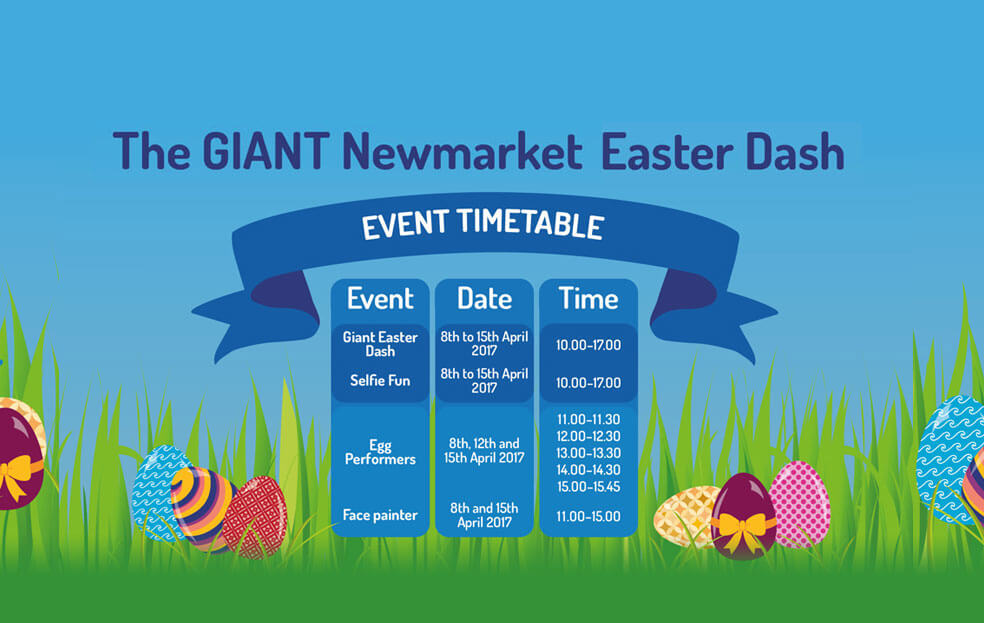 The GIANT Newmarket Easter Dash
EVENT TIMETABLE
Event Date Time
Giant Easter
Dash
8th to 15th April
2017
10.00–17.00
Selfie Fun
8th to 15th April
2017
10.00–17.00
Egg
Performers
8th, 12th and
15th April 2017
11.00–11.30
12.00–12.30
13.00–13.30
14.00–14.30
15.00–15.45
Face painter
8th and 15th
April 2017
11.00–15.00